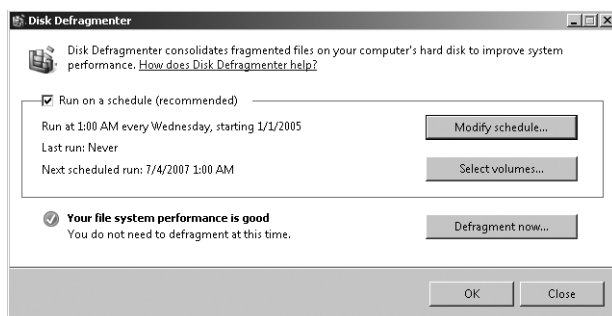 Disk Defragmenter
Disk Defragmenter consolidates fragmented files on your computer's hard disk to improve system
performance. How does Disk Defragmenter help?
Run on a schedule (recommended)
Run at 1:00 AM every Wednesday, starting 1/1/2005
Modify schedule...
Last run: Never
Next scheduled run: 7/4/2007 1:00 AM
Select volumes...
Your file system performance is good
You do not need to defragment at this time.
Defragment now...
OK
Close